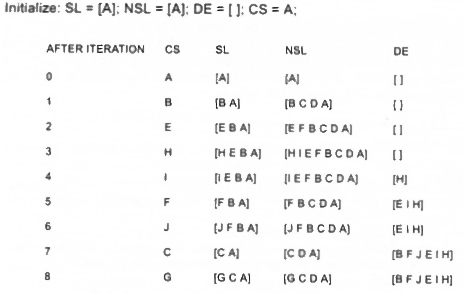 Initialize: SL = [A]; NSL = [A]; DE = [ ]; CS = A;
AFTER ITERATION CS SL NSL DE
0 A [A] [A] [ ]
1 B [B A] [B C D A] { }
2 E [E B A] [E F B C D A] [ ]
3 H [H E B A] [H I E F B C D A] [ ]
4 I [I E B A] [I E F B C D A] [H]
5 F [F B A] [F B C D A] [E I H]
6 J [J F B A] [J F B C D A] [E I H]
7 C [C A] [C D A] [B F J E I H]
8 G [G C A] [G C D A] [B F J E I H]